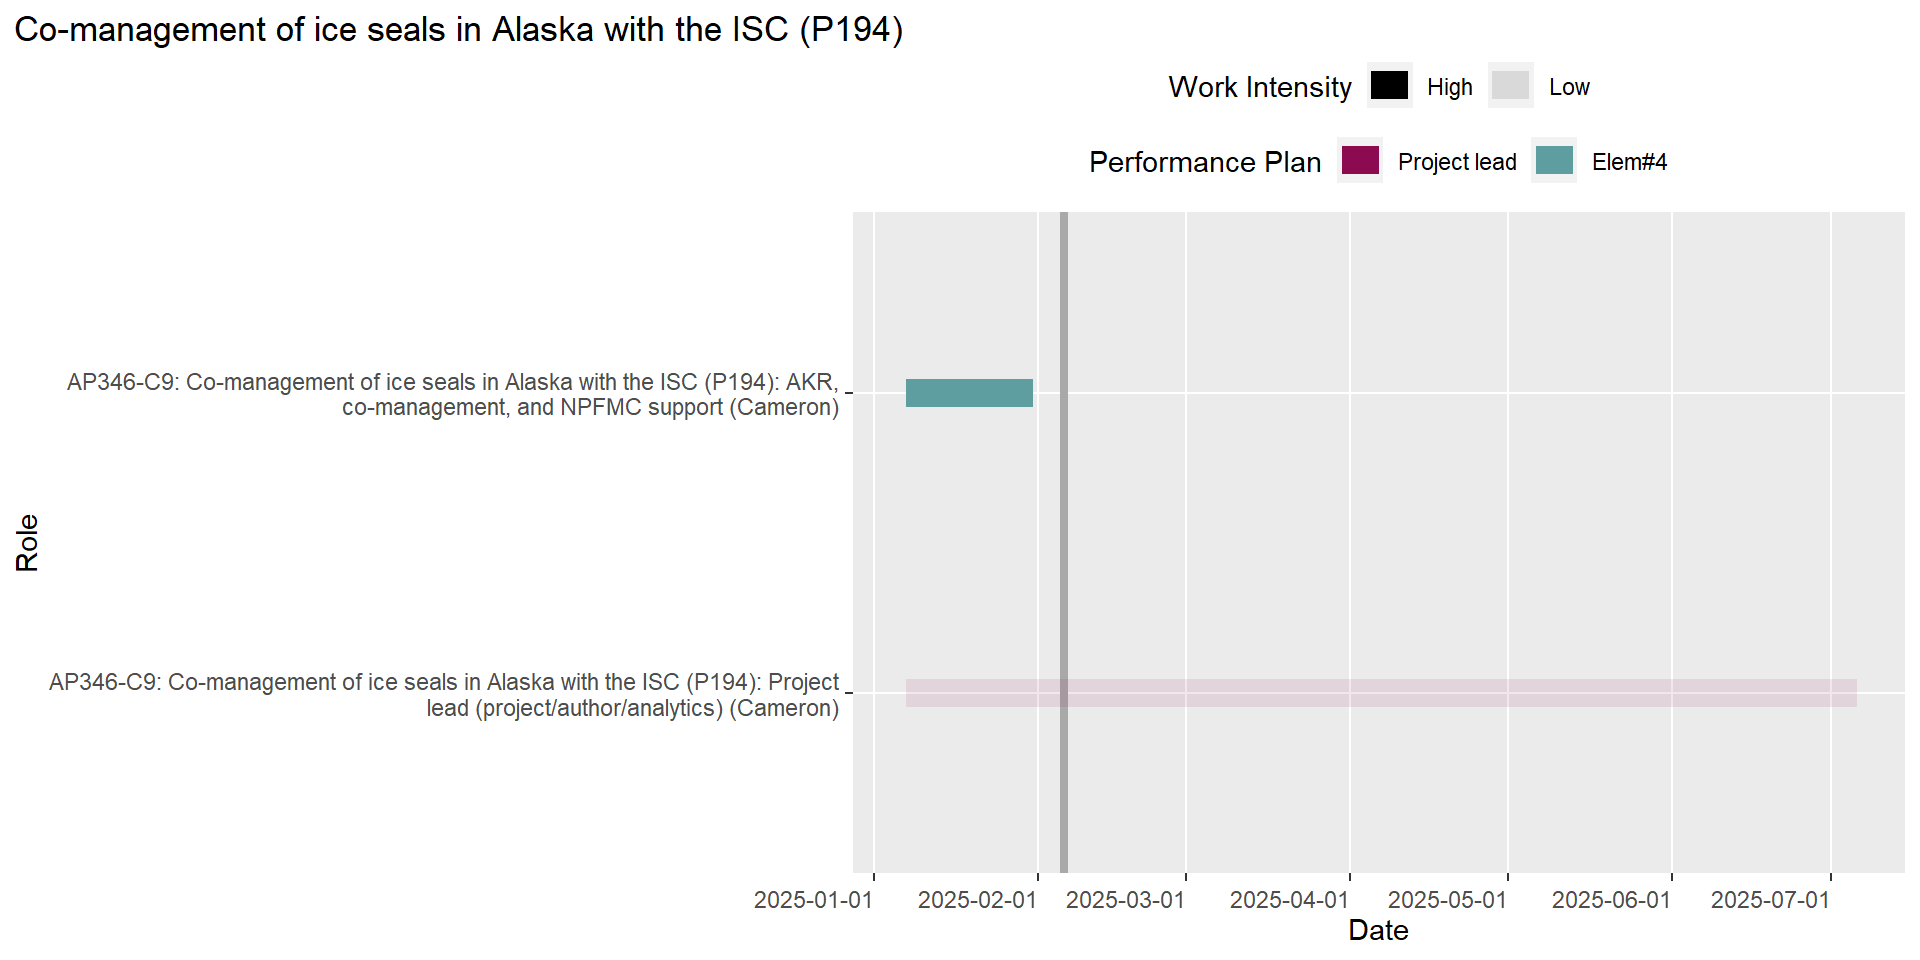 Co-management of ice seals in Alaska with the ISC (P194)
Work Intensity High Low
Performance Plan Project lead Elem#4
AP346-C9: Co-management of ice seals in Alaska with the ISC (P194): AKR,
co-management, and NPFMC support (Cameron)
Role
AP346-C9: Co-management of ice seals in Alaska with the ISC (P194): Project
lead (project/author/analytics) (Cameron)
2025-01-01 2025-02-01 2025-03-01 2025-04-01 2025-05-01 2025-06-01 2025-07-01
Date